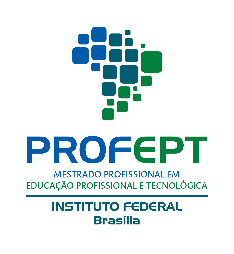 PROFEPT
MESTRADO PROFISSIONAL EM
EDUCAÇÃO PROFISSIONAL E TECNOLÓGICA
INSTITUTO FEDERAL
Brasília